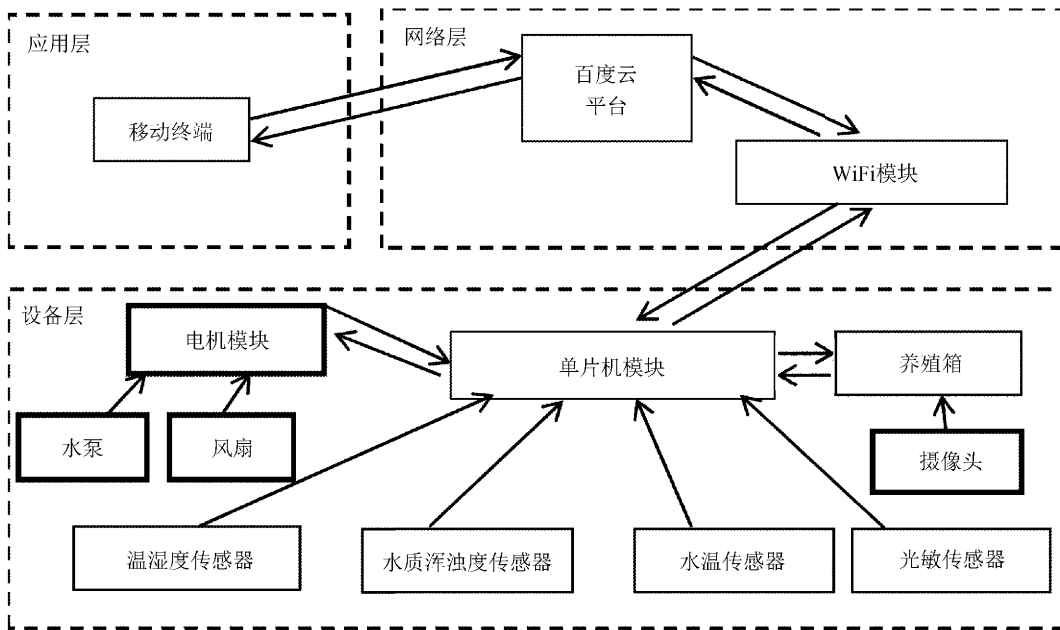 应用层
网络层
移动终端
百度云
平台
WiFi模块
设备层
电机模块
单片机模块
养殖箱
水泵
风扇
摄像头
温湿度传感器
水质浑浊度传感器
水温传感器
光敏传感器